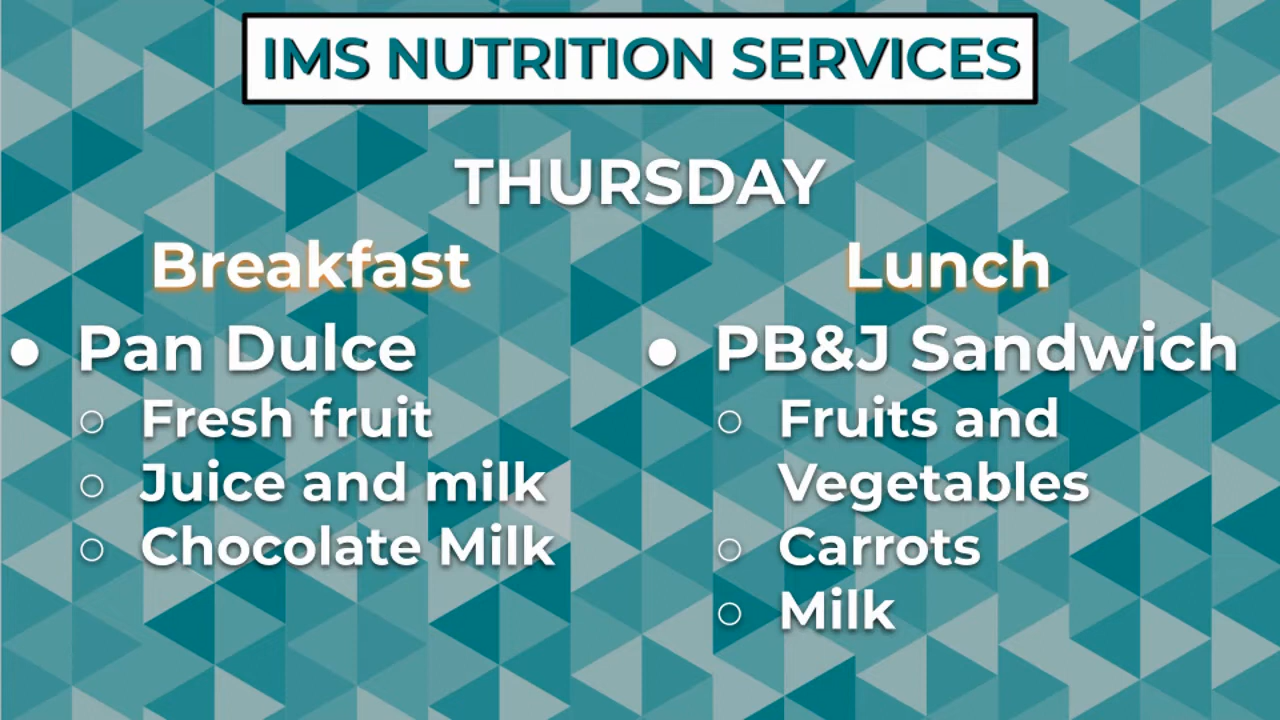 IMS NUTRITION SERVICES
THURSDAY
Breakfast
● Pan Dulce
○ Fresh fruit
○ Juice and milk
○ Chocolate Milk
Lunch
● PB&J Sandwich
○ Fruits and
Vegetables
○ Carrots
○ Milk